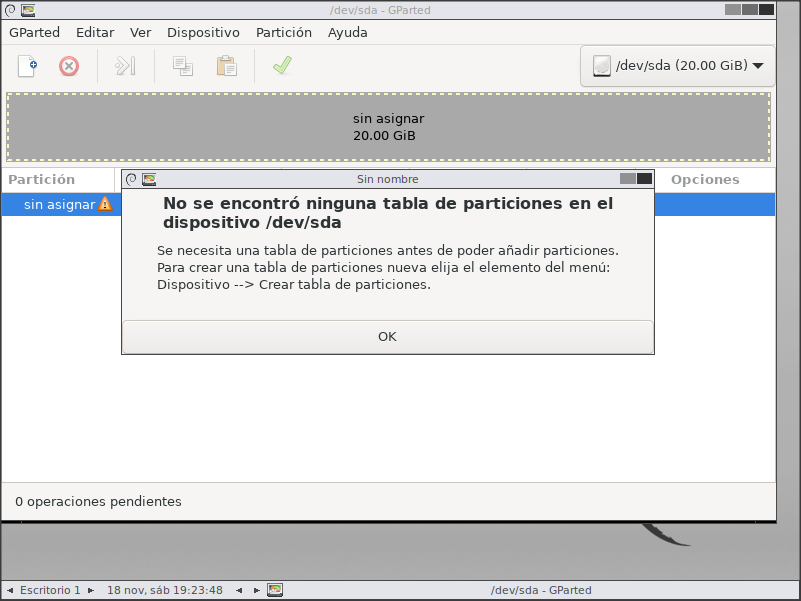 /dev/sda - GParted
GParted Editar Ver Dispositivo Partición Ayuda
/dev/sda (20.00 GiB)
sin asignar
20.00 GiB
Partición
Opciones
sin asignar
Sin nombre
No se encontró ninguna tabla de particiones en el
dispositivo /dev/sda
Se necesita una tabla de particiones antes de poder añadir particiones.
Para crear una tabla de particiones nueva elija el elemento del menú:
Dispositivo --> Crear tabla de particiones.
OK
0 operaciones pendientes
Escritorio 1 18 nov, sáb 19:23:48 /dev/sda - GParted